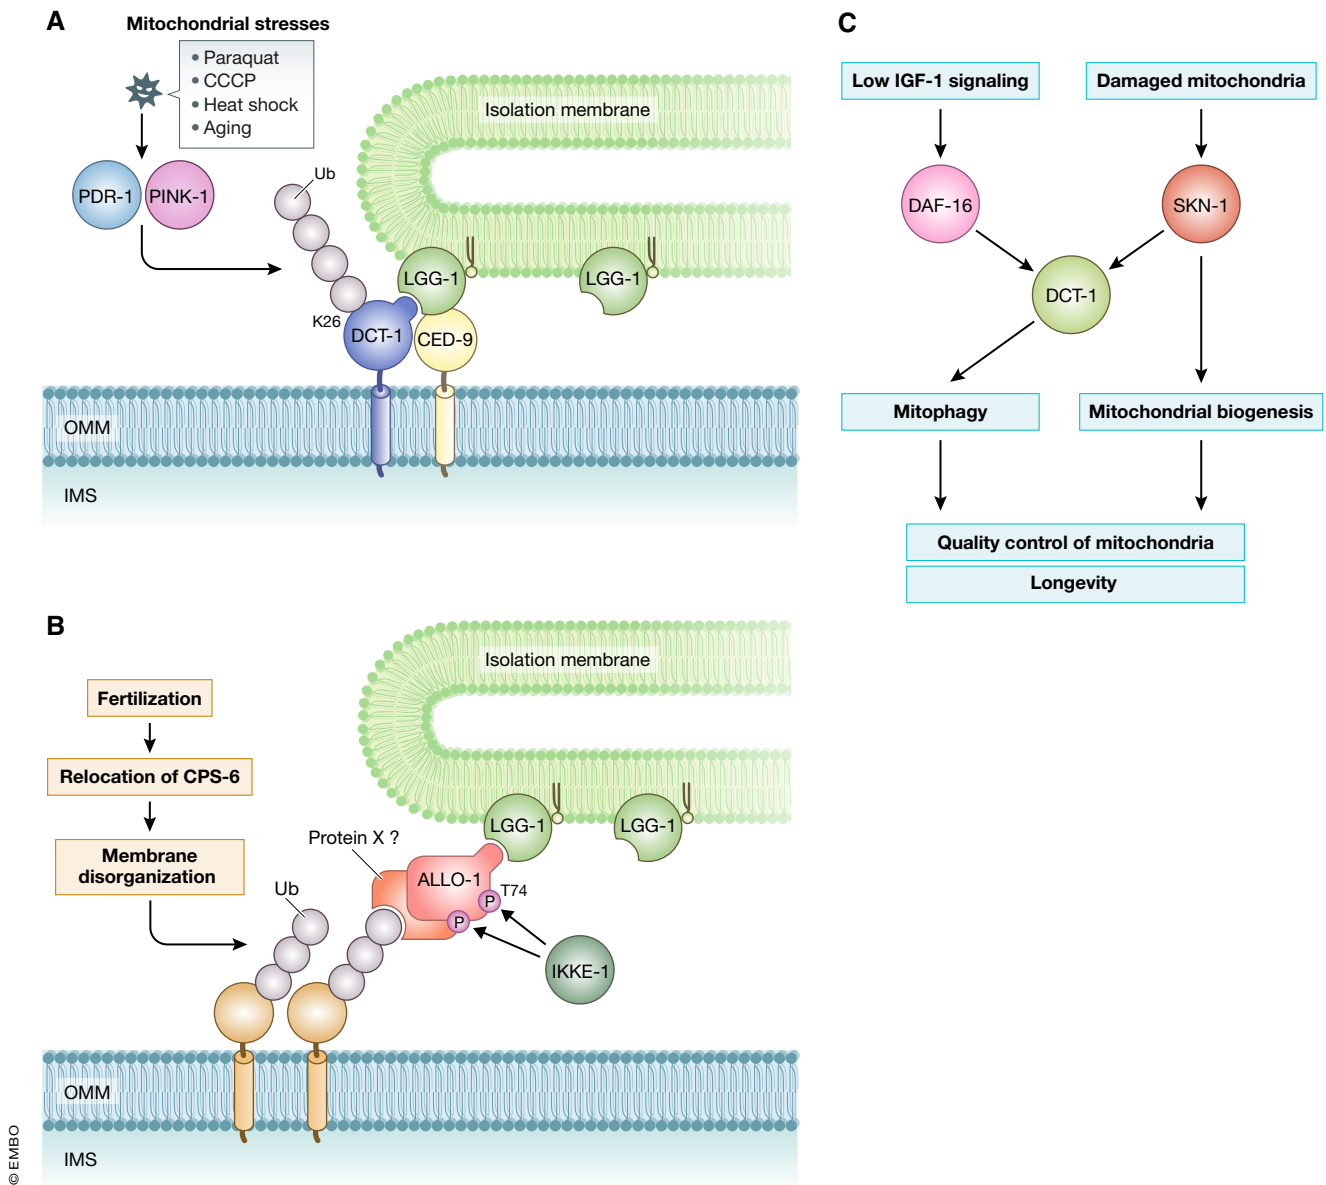 A
Mitochondrial stresses
• Paraquat
• CCCP
• Heat shock
• Aging
PDR-1
PINK-1
Ub
Isolation membrane
LGG-1
LGG-1
K26
DCT-1
CED-9
OMM
IMS
B
Fertilization
Relocation of CPS-6
Membrane
disorganization
Isolation membrane
LGG-1
LGG-1
Protein X ?
ALLO-1
T74
P
P
Ub
IKKE-1
OMM
IMS
C
Low IGF-1 signaling
Damaged mitochondria
DAF-16
SKN-1
DCT-1
Mitophagy
Mitochondrial biogenesis
Quality control of mitochondria
Longevity
© EMBO